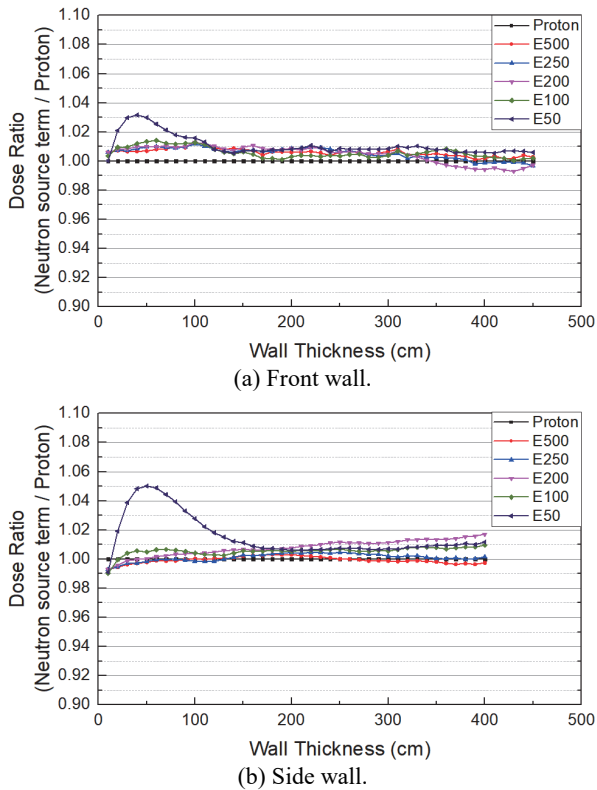 1.10
1.08
1.06
1.04
1.02
1.00
0.98
0.96
0.94
0.92
0.90
Dose Ratio
(Neutron source term / Proton)
Proton
E500
E250
E200
E100
E50
0 100 200 300 400 500
Wall Thickness (cm)
(a) Front wall.
1.10
1.08
1.06
1.04
1.02
1.00
0.98
0.96
0.94
0.92
0.90
Dose Ratio
(Neutron source term / Proton)
Proton
E500
E250
E200
E100
E50
0 100 200 300 400 500
Wall Thickness (cm)
(b) Side wall.